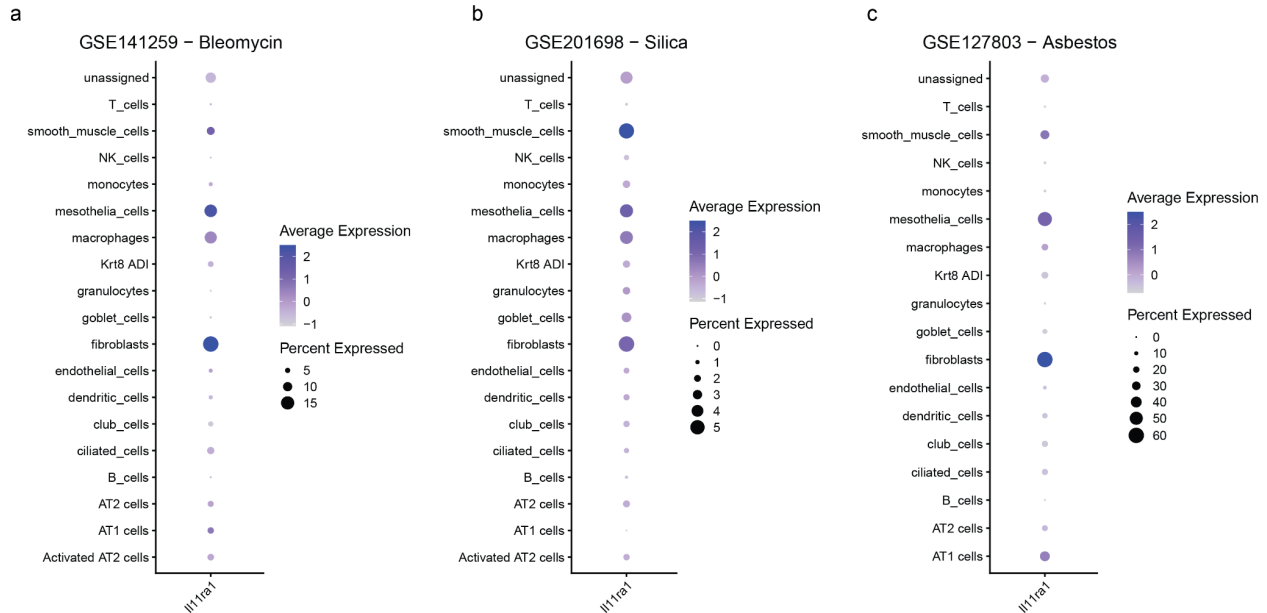 a
GSE141259 – Bleomycin
unassigned
T_cells
smooth_muscle_cells
NK_cells
monocytes
mesothelia_cells
macrophages
Krt8 ADI
granulocytes
goblet_cells
fibroblasts
endothelial_cells
dendritic_cells
club_cells
ciliated_cells
B_cells
AT2 cells
AT1 cells
Activated AT2 cells
Il11ra1
Average Expression
2
1
0
−1
Percent Expressed
5
10
15
b
GSE201698 – Silica
unassigned
T_cells
smooth_muscle_cells
NK_cells
monocytes
mesothelia_cells
macrophages
Krt8 ADI
granulocytes
goblet_cells
fibroblasts
endothelial_cells
dendritic_cells
club_cells
ciliated_cells
B_cells
AT2 cells
AT1 cells
Activated AT2 cells
Il11ra1
Average Expression
2
1
0
−1
Percent Expressed
0
1
2
3
4
5
c
GSE127803 – Asbestos
unassigned
T_cells
smooth_muscle_cells
NK_cells
monocytes
mesothelia_cells
macrophages
Krt8 ADI
granulocytes
goblet_cells
fibroblasts
endothelial_cells
dendritic_cells
club_cells
ciliated_cells
B_cells
AT2 cells
AT1 cells
Il11ra1
Average Expression
2
1
0
Percent Expressed
0
10
20
30
40
50
60